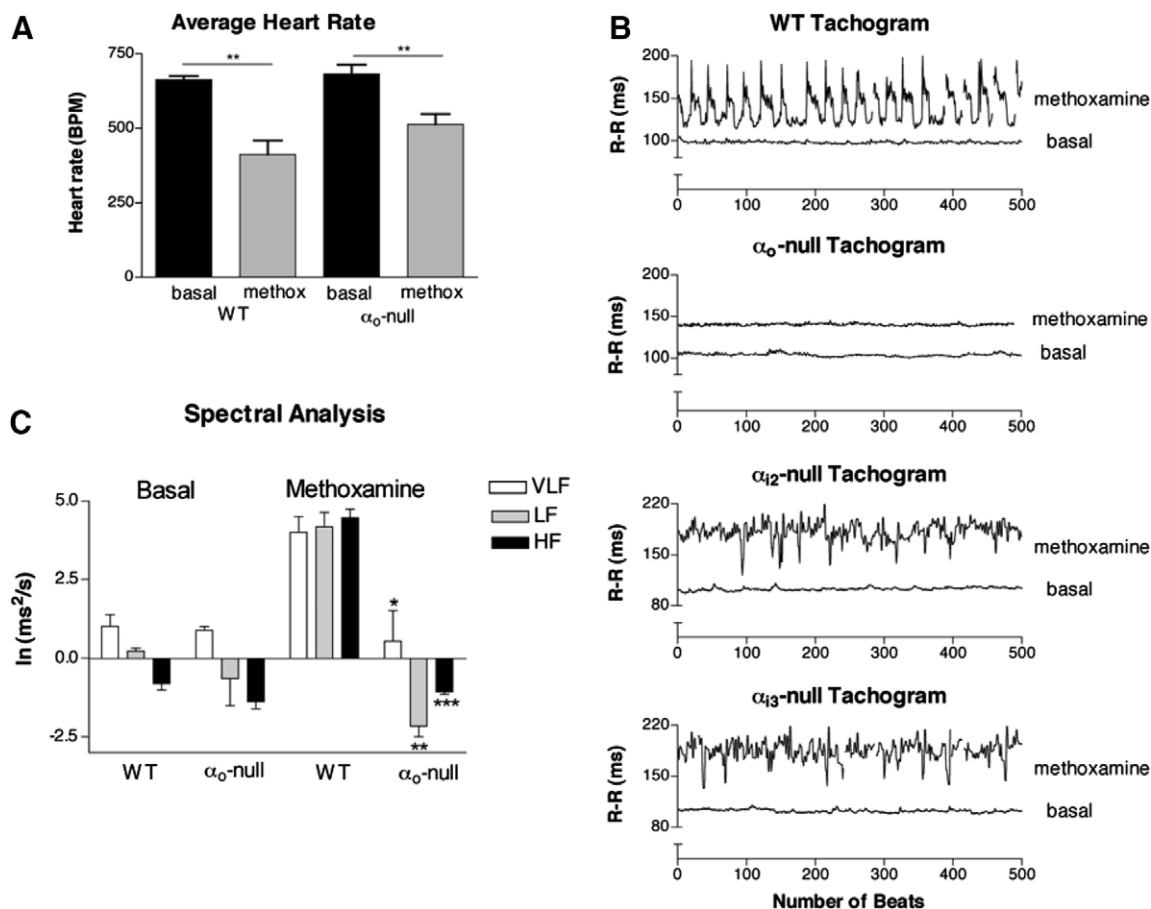 A
Average Heart Rate
**
**
750
500
250
0
Heart rate (BPM)
basal
methox
basal
methox
WT
αo-null
B
WT Tachogram
200
150
100
R-R (ms)
methoxamine
basal
0 100 200 300 400 500
αo-null Tachogram
200
150
100
R-R (ms)
methoxamine
basal
0 100 200 300 400 500
αi2-null Tachogram
220
150
80
R-R (ms)
methoxamine
basal
0 100 200 300 400 500
αi3-null Tachogram
220
150
80
R-R (ms)
methoxamine
basal
0 100 200 300 400 500
Number of Beats
C
Spectral Analysis
Basal
Methoxamine
VLF
LF
HF
5.0
2.5
0.0
-2.5
ln (ms²/s)
*
**
***
WT
αo-null
WT
αo-null